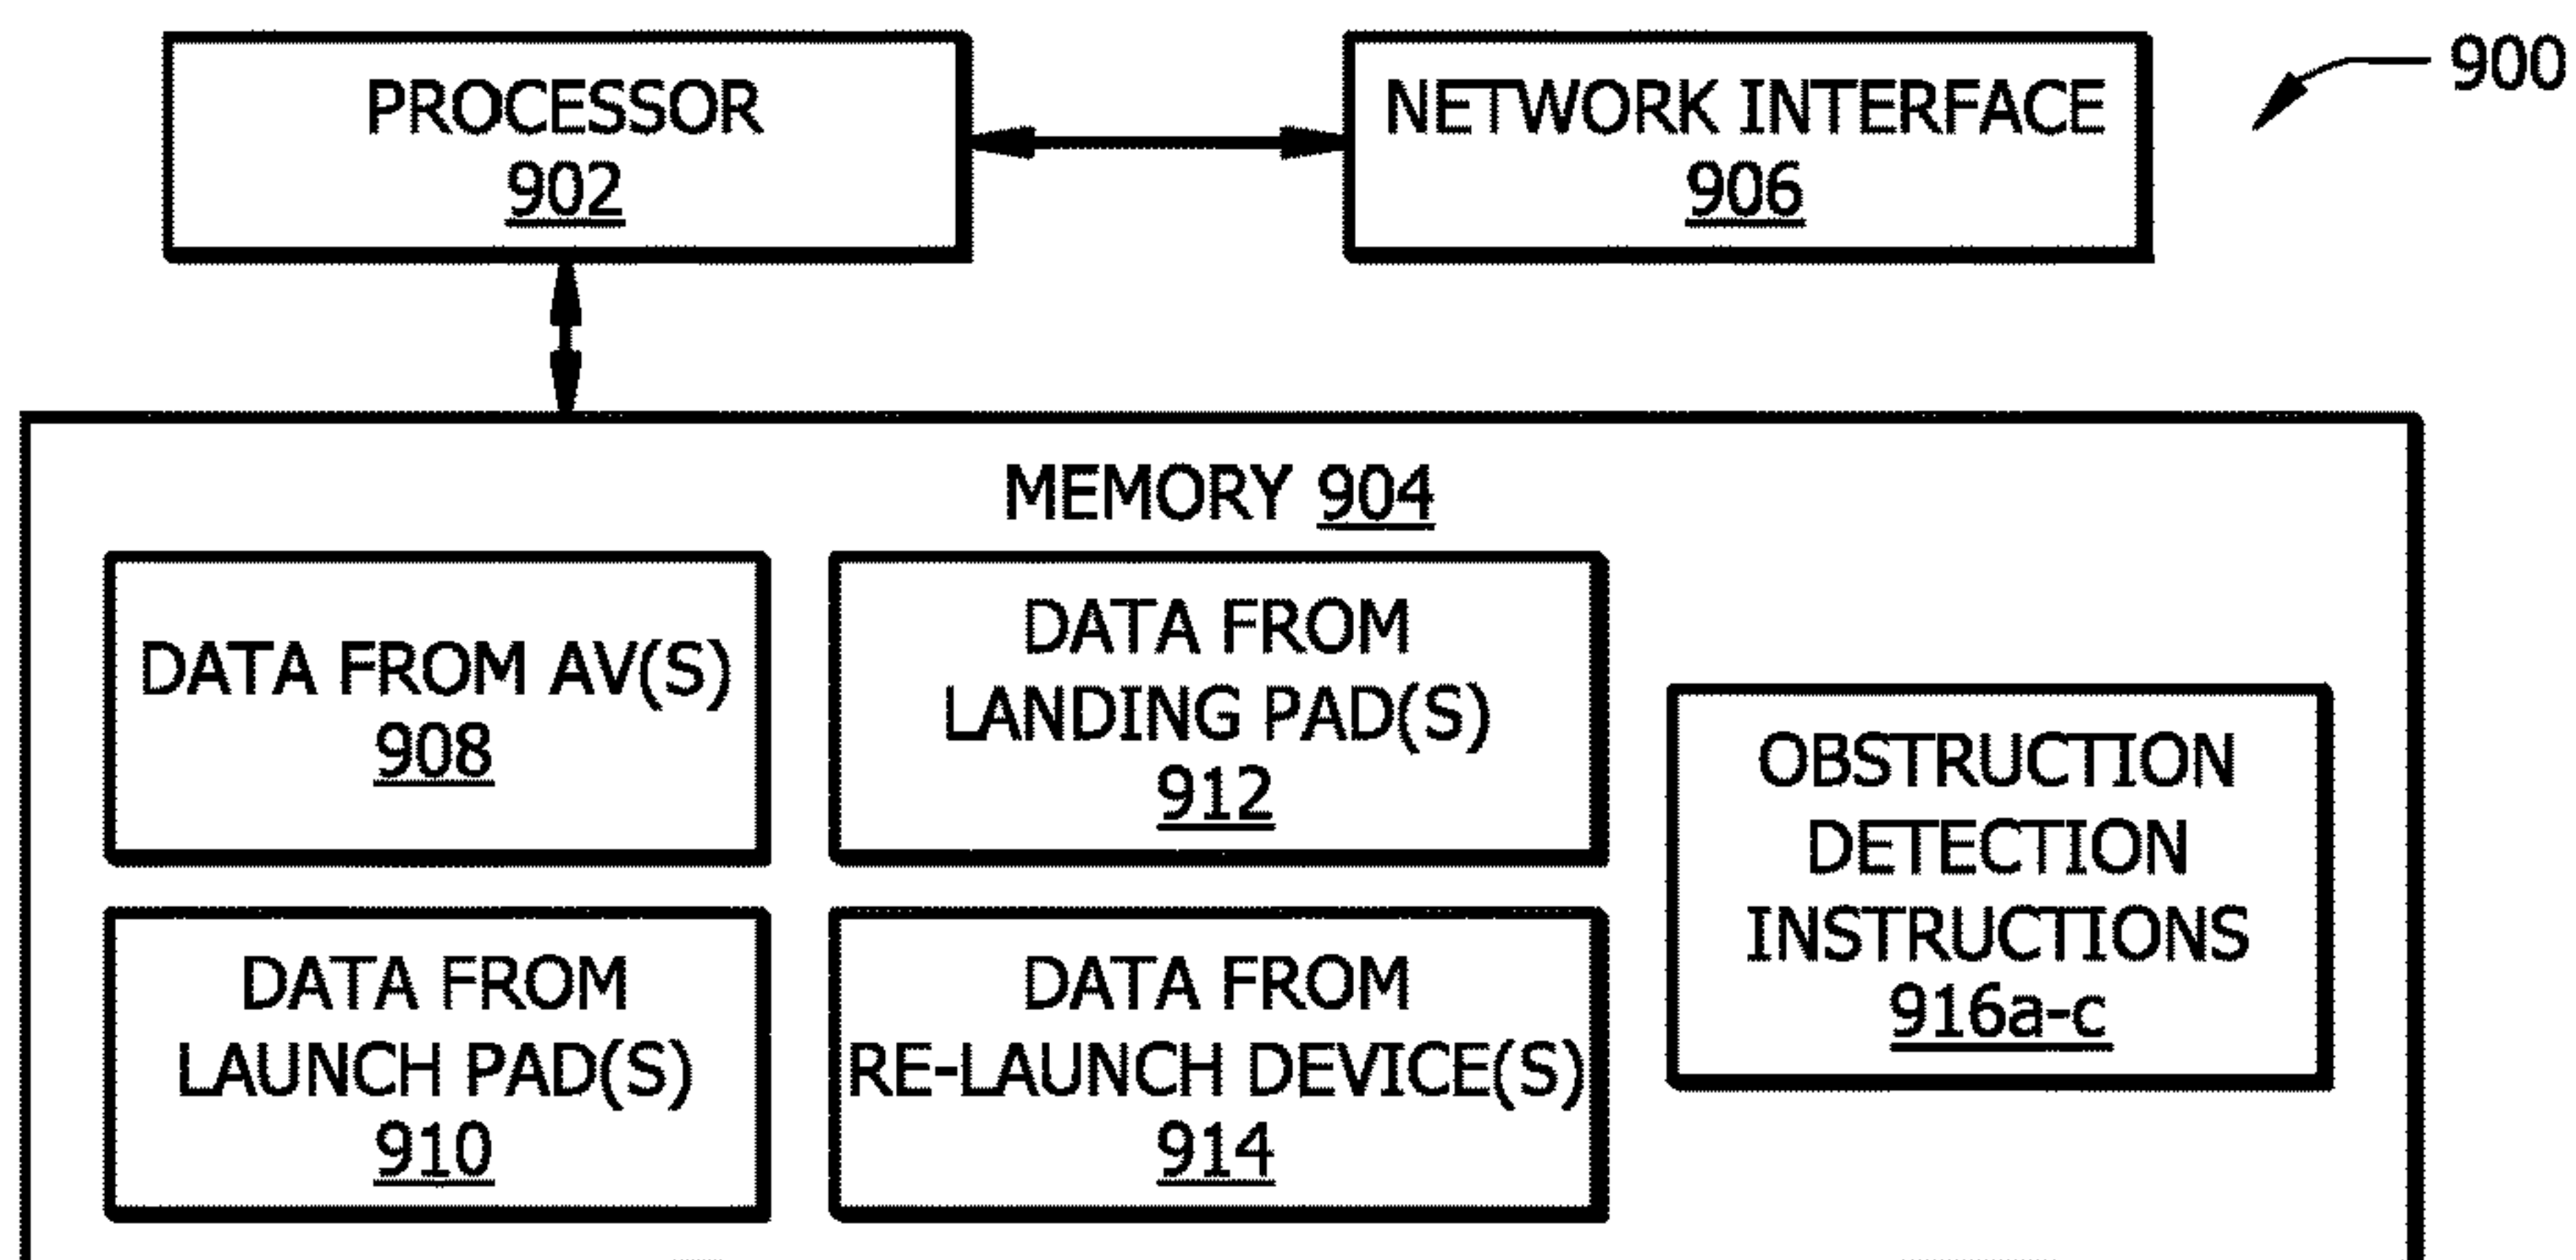 PROCESSOR
902
NETWORK INTERFACE
906
900
MEMORY 904
DATA FROM AV(S)
908
DATA FROM
LANDING PAD(S)
912
OBSTRUCTION
DETECTION
INSTRUCTIONS
916a-c
DATA FROM
LAUNCH PAD(S)
910
DATA FROM
RE-LAUNCH DEVICE(S)
914